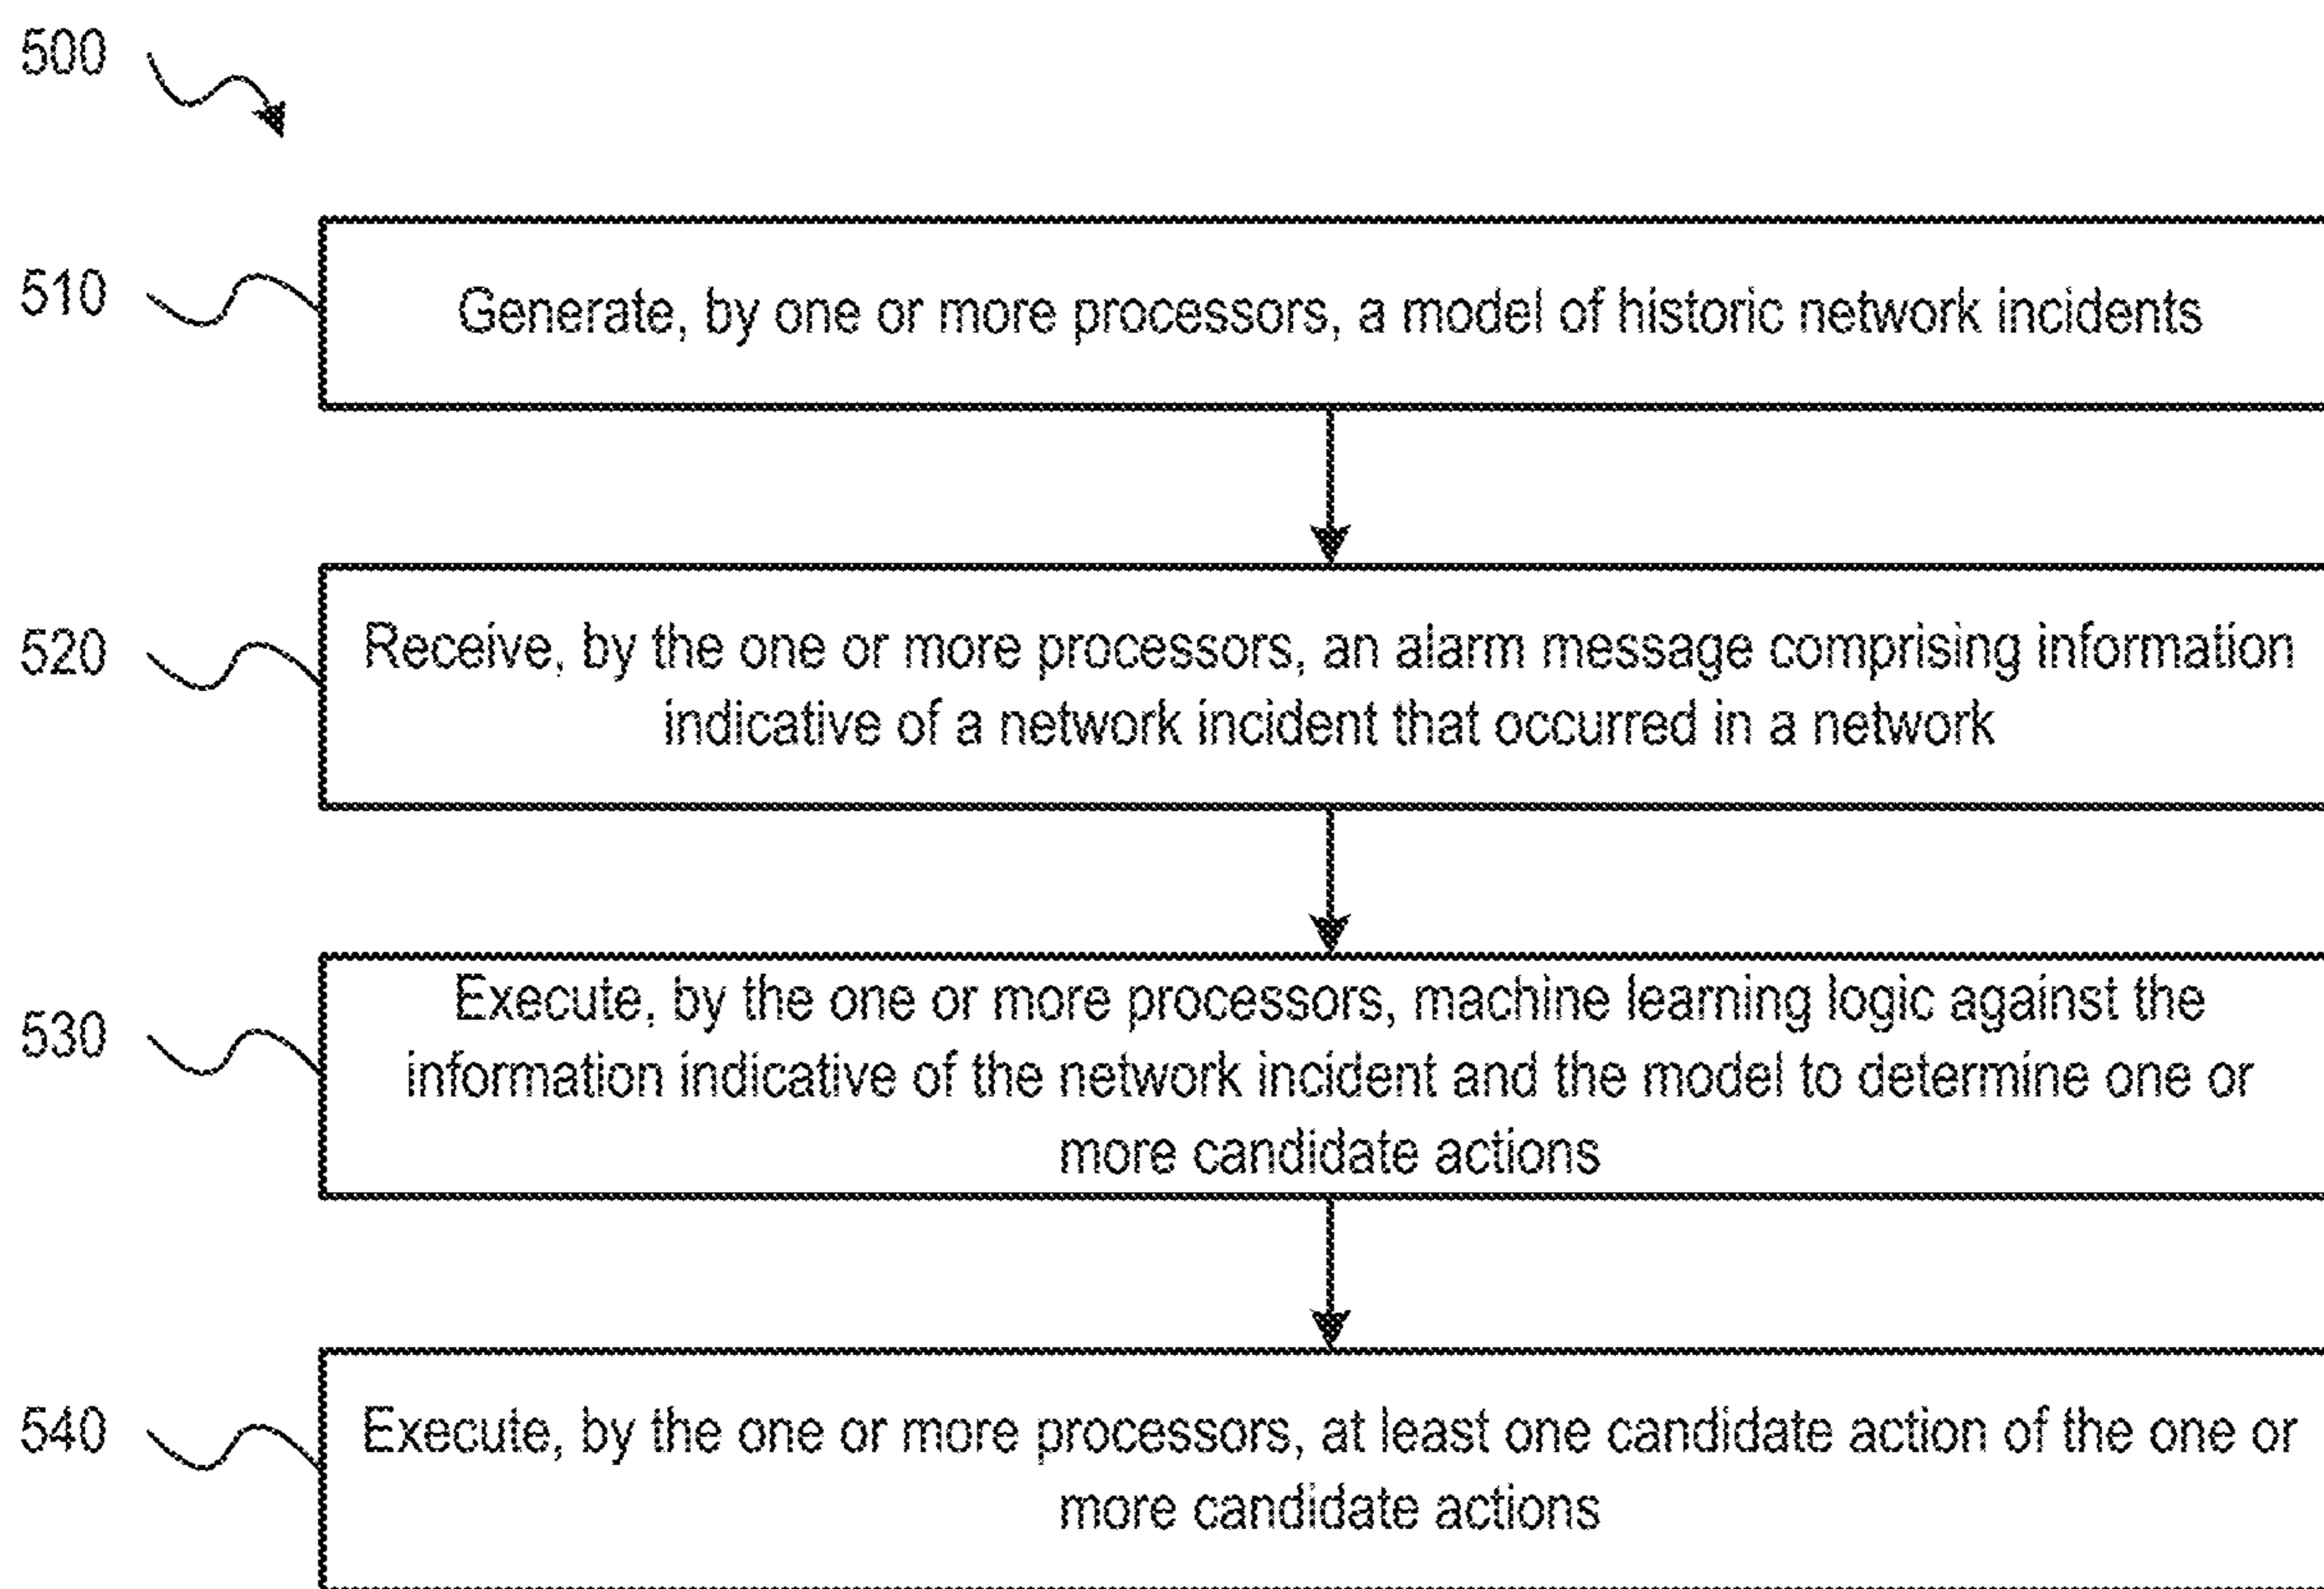 500
510
Generate, by one or more processors, a model of historic network incidents
520
Receive, by the one or more processors, an alarm message comprising information
indicative of a network incident that occurred in a network
530
Execute, by the one or more processors, machine learning logic against the
information indicative of the network incident and the model to determine one or
more candidate actions
540
Execute, by the one or more processors, at least one candidate action of the one or
more candidate actions